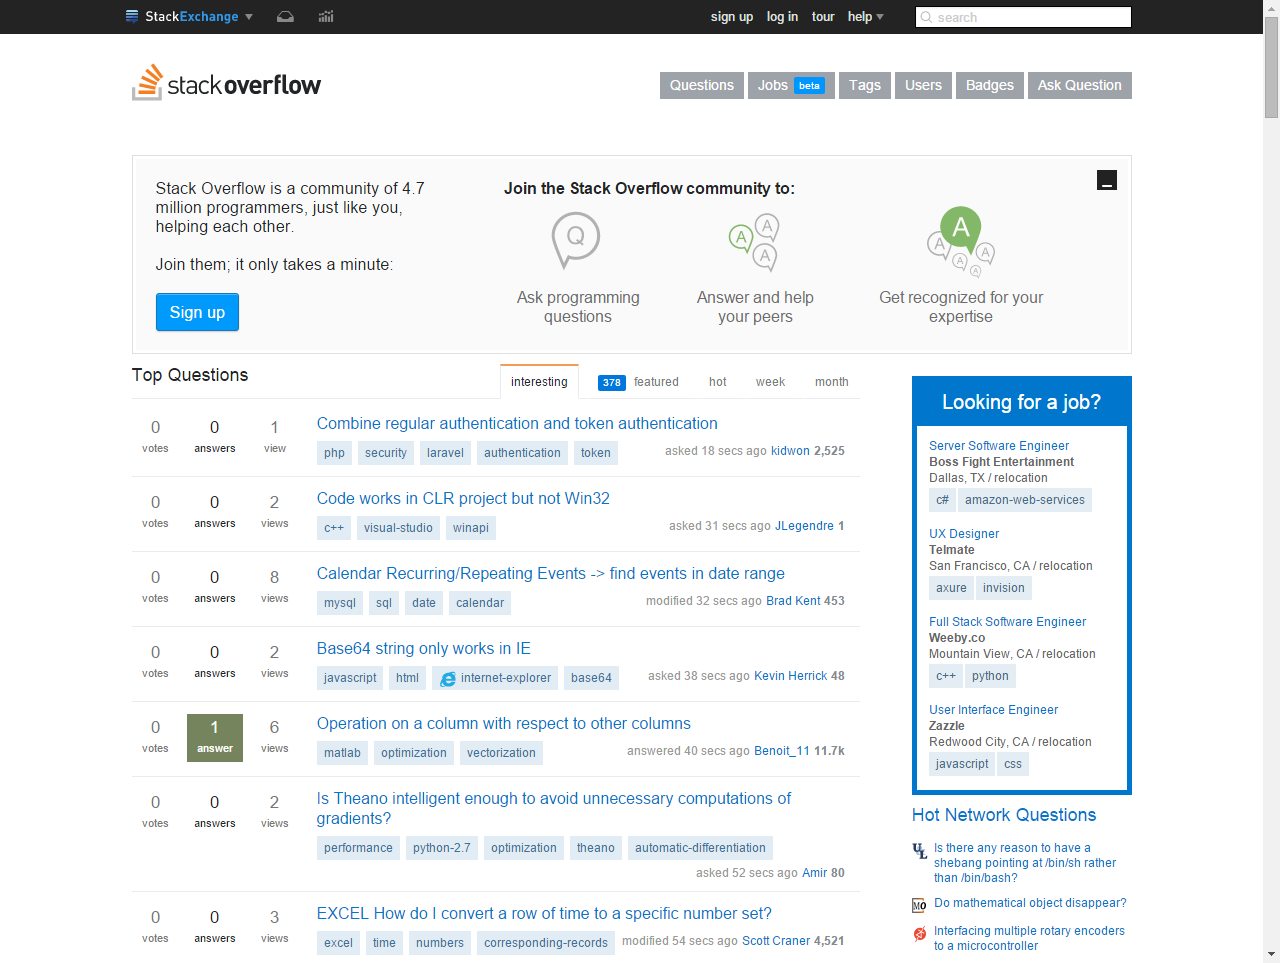 StackExchange
sign up log in tour help
search
stackoverflow
Questions Jobs beta Tags Users Badges Ask Question
Stack Overflow is a community of 4.7
million programmers, just like you,
helping each other.
Join them; it only takes a minute:
Sign up
Join the Stack Overflow community to:
Q
A
A
A
A
A
A
A
A
Ask programming
questions
Answer and help
your peers
Get recognized for your
expertise
Top Questions
interesting 378 featured hot week month
0 votes 0 answers 1 view
Combine regular authentication and token authentication
php security laravel authentication token
asked 18 secs ago kidwon 2,525
0 votes 0 answers 2 views
Code works in CLR project but not Win32
c++ visual-studio winapi
asked 31 secs ago JLegendre 1
0 votes 0 answers 8 views
Calendar Recurring/Repeating Events -> find events in date range
mysql sql date calendar
modified 32 secs ago Brad Kent 453
0 votes 0 answers 2 views
Base64 string only works in IE
javascript html internet-explorer base64
asked 38 secs ago Kevin Herrick 48
0 votes 1 answer 6 views
Operation on a column with respect to other columns
matlab optimization vectorization
answered 40 secs ago Benoit_11 11.7k
0 votes 0 answers 2 views
Is Theano intelligent enough to avoid unnecessary computations of
gradients?
performance python-2.7 optimization theano automatic-differentiation
asked 52 secs ago Amir 80
0 votes 0 answers 3 views
EXCEL How do I convert a row of time to a specific number set?
excel time numbers corresponding-records
modified 54 secs ago Scott Craner 4,521
Looking for a job?
Server Software Engineer
Boss Fight Entertainment
Dallas, TX / relocation
c# amazon-web-services
UX Designer
Telmate
San Francisco, CA / relocation
axure invision
Full Stack Software Engineer
Weeby.co
Mountain View, CA / relocation
c++ python
User Interface Engineer
Zazzle
Redwood City, CA / relocation
javascript css
Hot Network Questions
UL
Is there any reason to have a
shebang pointing at /bin/sh rather
than /bin/bash?
MO
Do mathematical object disappear?
Interfacing multiple rotary encoders
to a microcontroller